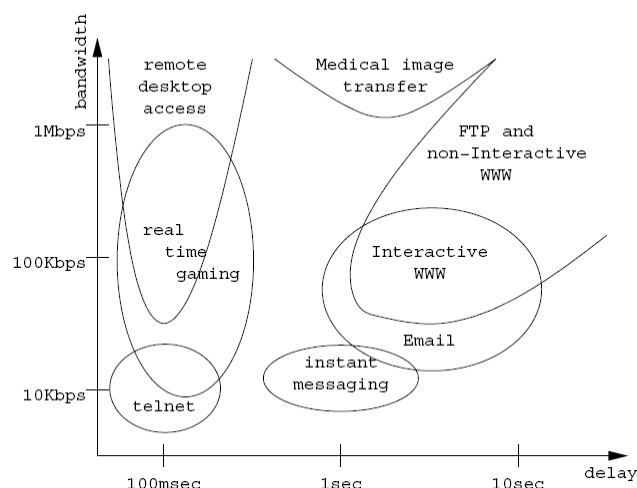 bandwidth
remote
desktop
access
Medical image
transfer
1Mbps
FTP and
non-Interactive
WWW
real
time
gaming
Interactive
WWW
100Kbps
Email
instant
messaging
10Kbps
telnet
delay
100msec
1sec
10sec